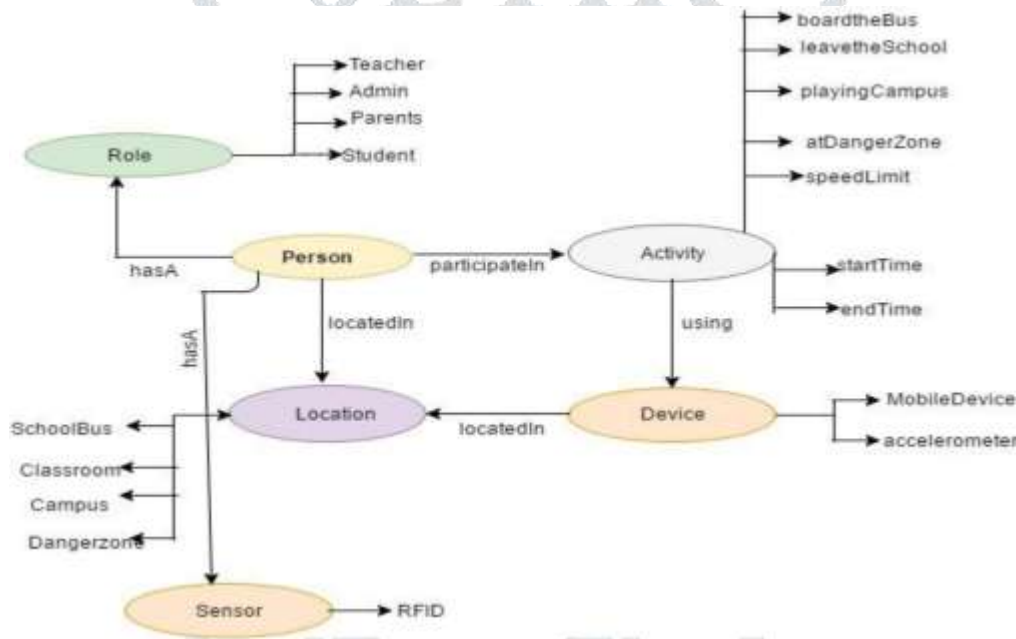 boardtheBus
leavetheSchool
Teacher
Admin
playingCampus
Parents
atDangerZone
Role
Student
speedLimit
Person
Activity
hasA
participateIn
startTime
endTime
locatedIn
using
hasA
Location
Device
MobileDevice
SchoolBus
locatedIn
accelerometer
Classroom
Campus
Dangerzone
Sensor
RFID